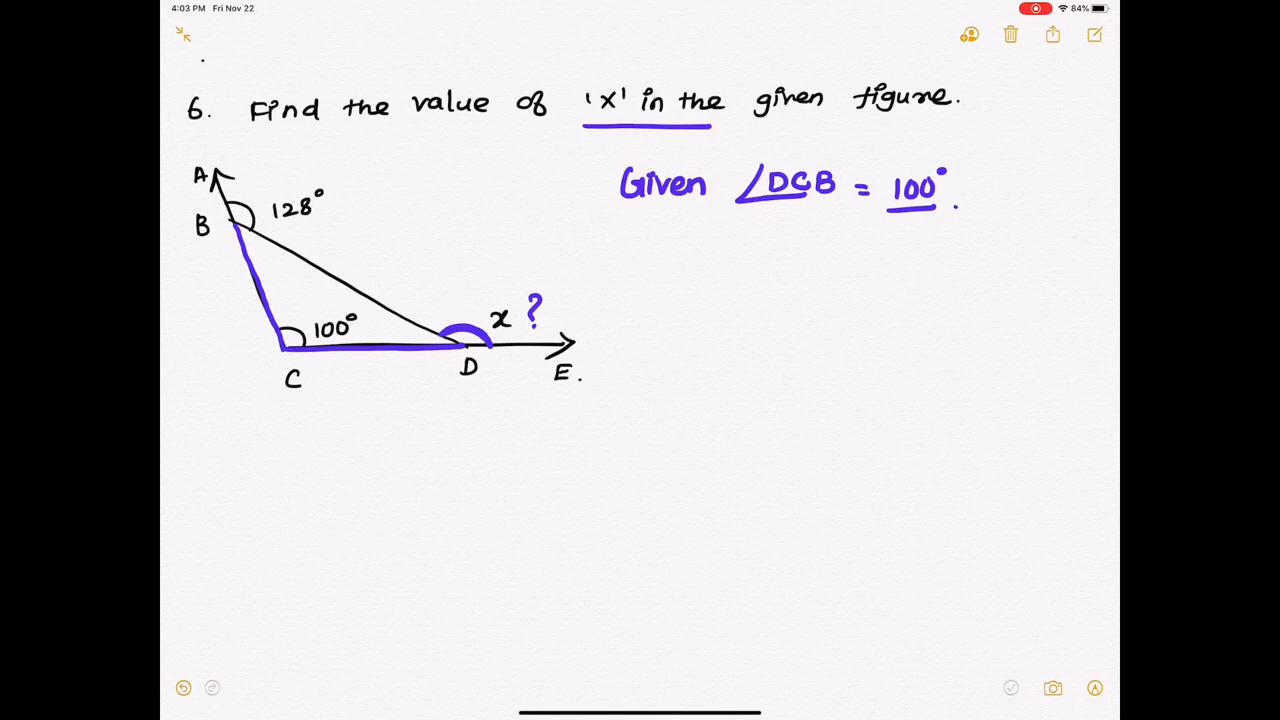 4:03 PM Fri Nov 22
84%
6. Find the value of 'x' in the given figure.
Given ∠DCB = 100°.
A
128°
B
x ?
100°
D
E.
C